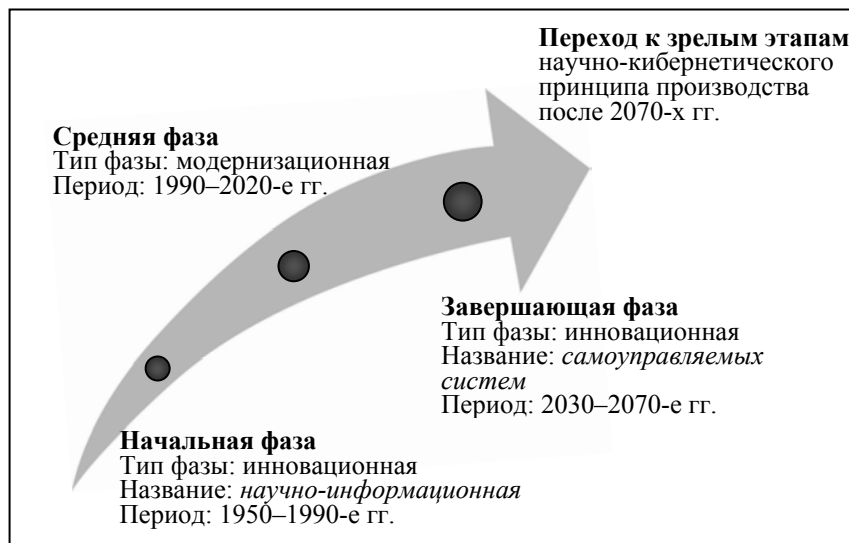 Переход к зрелым этапам
научно-кибернетического
принципа производства
после 2070-х гг.
Средняя фаза
Тип фазы: модернизационная
Период: 1990–2020-е гг.
Завершающая фаза
Тип фазы: инновационная
Название: самоуправляемых
систем
Период: 2030–2070-е гг.
Начальная фаза
Тип фазы: инновационная
Название: научно-информационная
Период: 1950–1990-е гг.